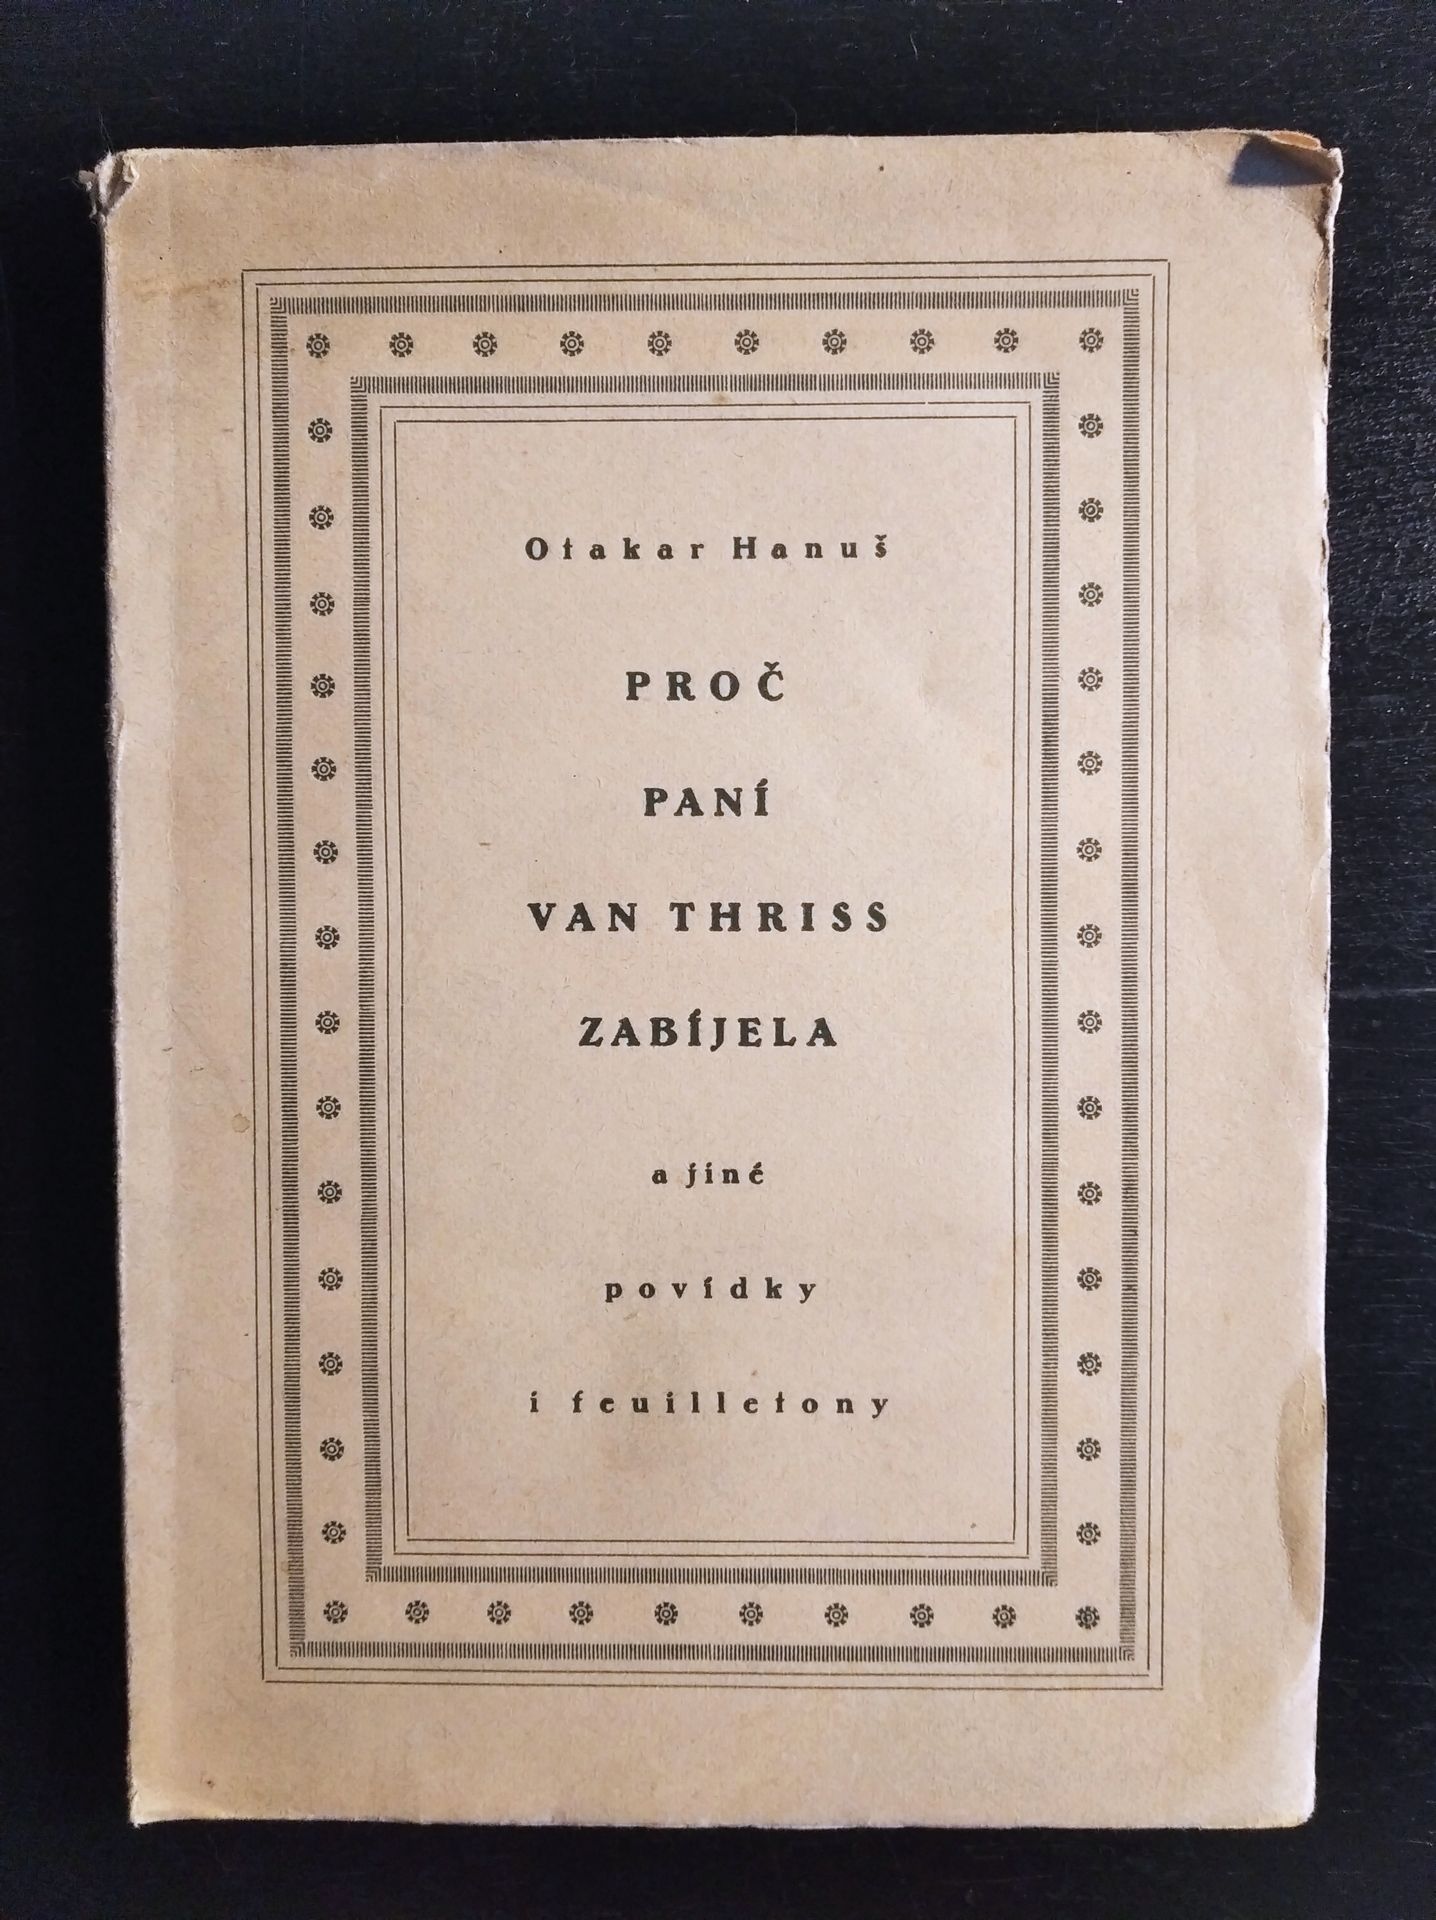 Otakar Hanuš
PROČ
PANÍ
VAN THRISS
ZABÍJELA
a jiné
povídky
i feuilletony